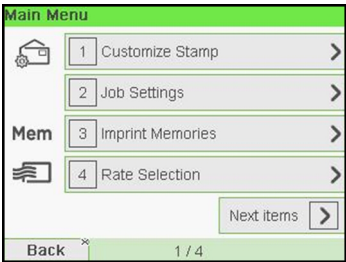 Main Menu
1 Customize Stamp
2 Job Settings
Mem 3 Imprint Memories
4 Rate Selection
Next items
Back 1 / 4